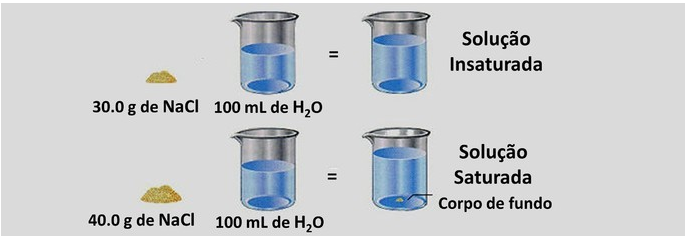 30.0 g de NaCl
100 mL de H₂O
=
Solução
Insaturada
40.0 g de NaCl
100 mL de H₂O
=
Solução
Saturada
Corpo de fundo